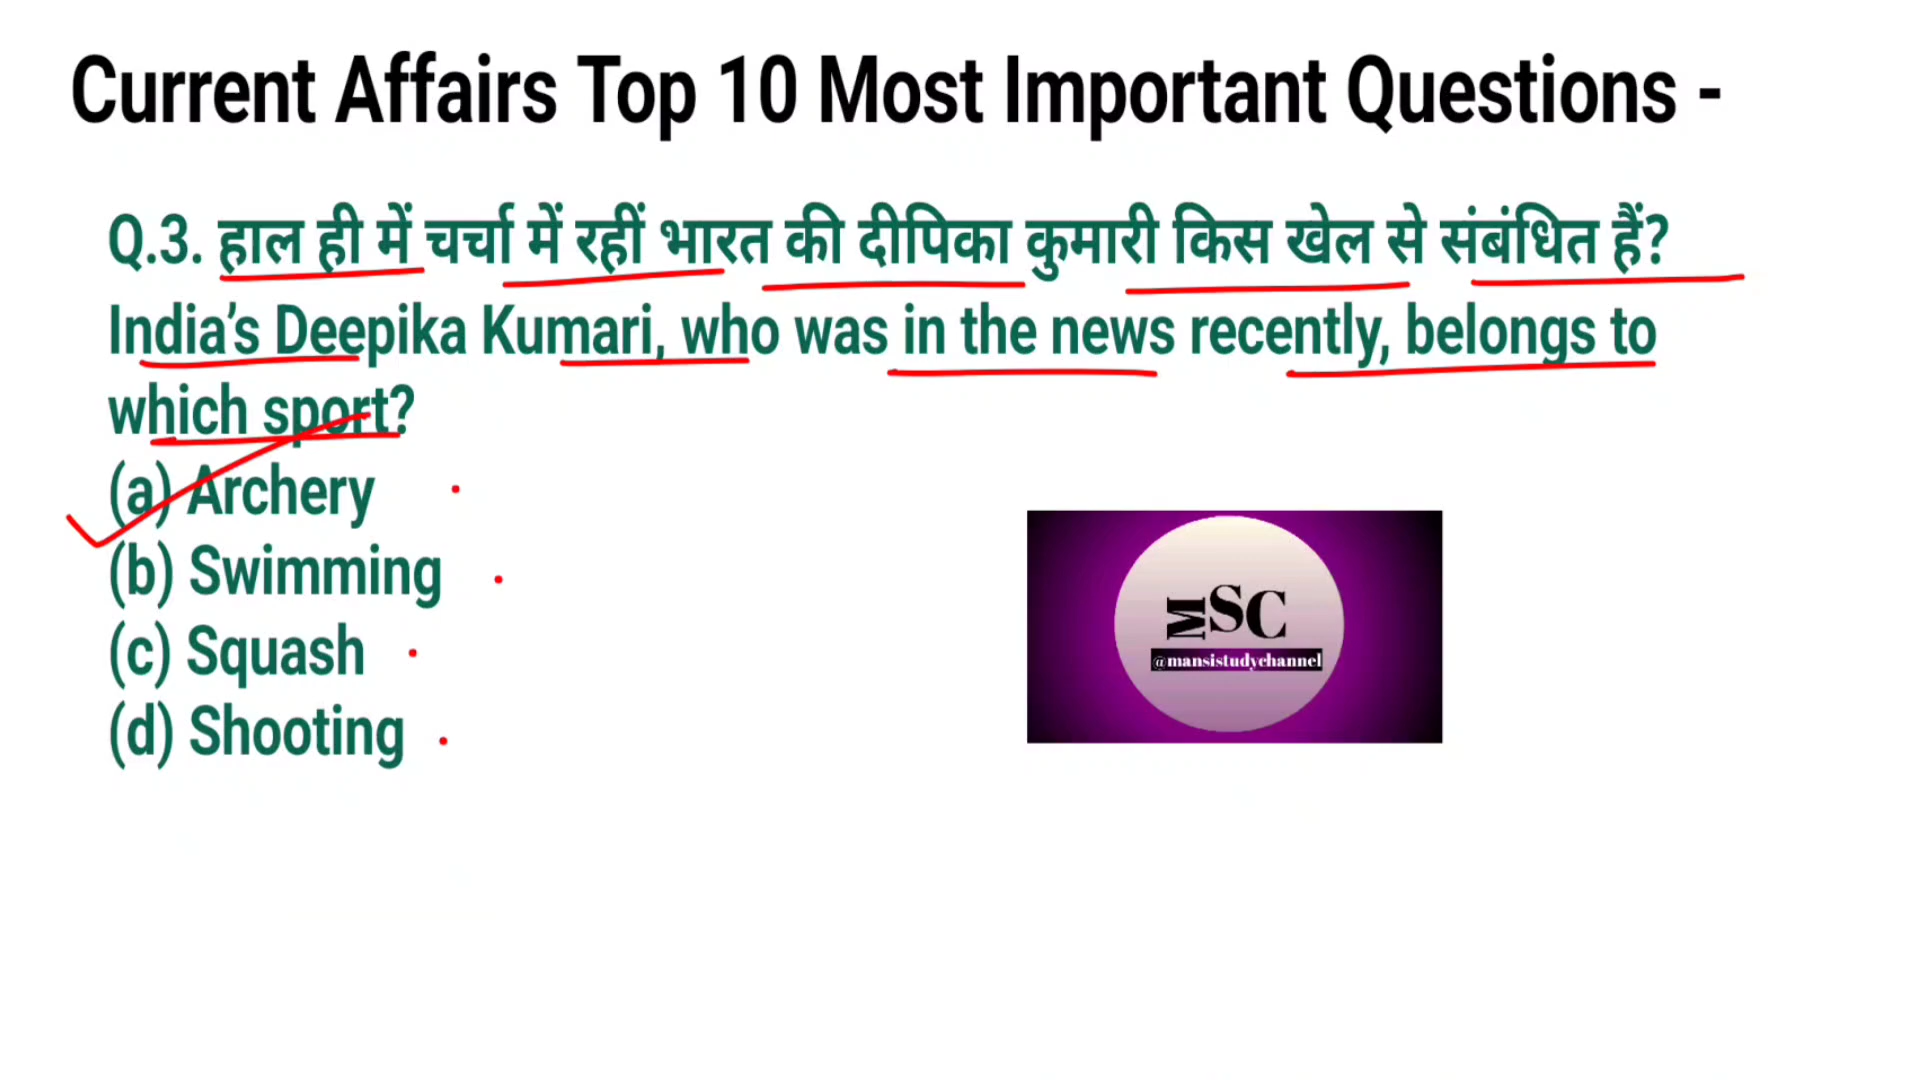 Current Affairs Top 10 Most Important Questions -
Q.3. हाल ही में चर्चा में रहीं भारत की दीपिका कुमारी किस खेल से संबंधित हैं?
India’s Deepika Kumari, who was in the news recently, belongs to
which sport?
(a) Archery
(b) Swimming
(c) Squash
(d) Shooting
MSC
@mansistudychannel